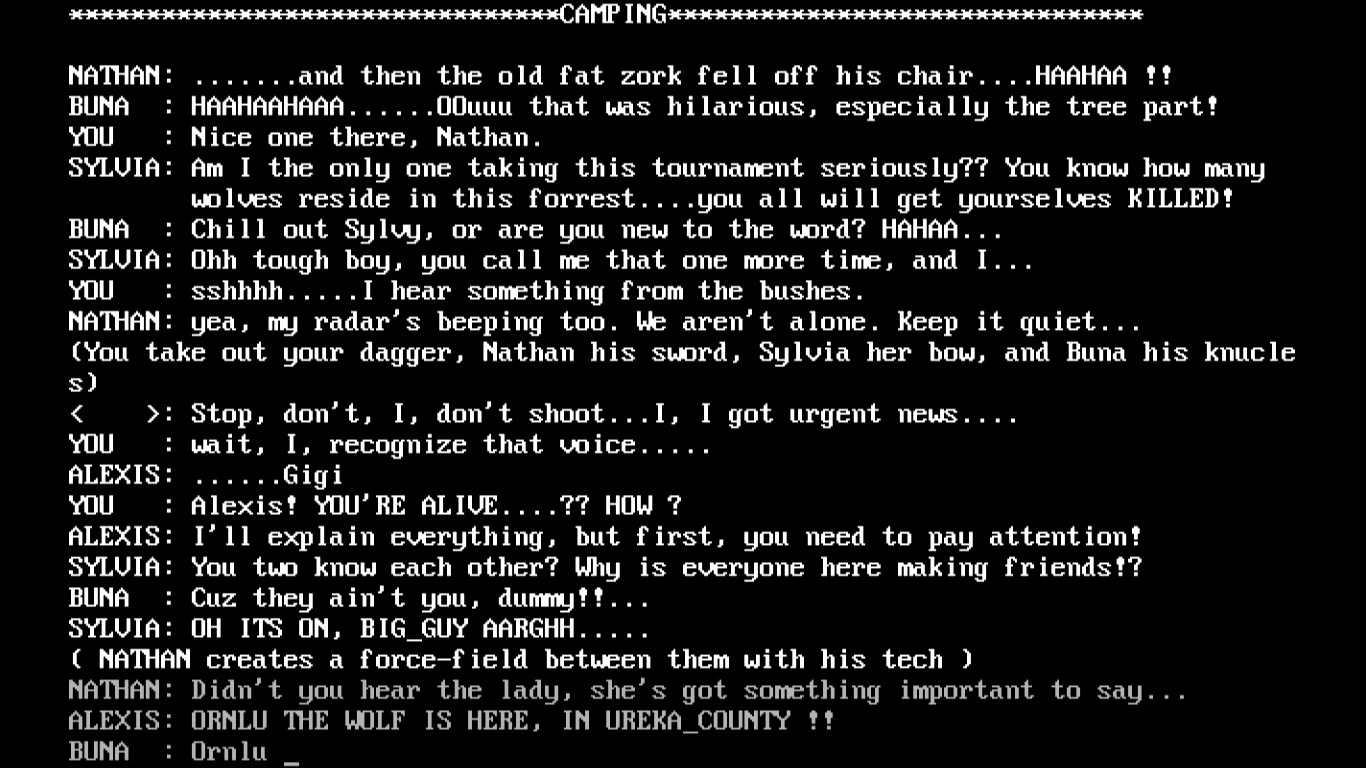 ********************************CAMPING*******************************
NATHAN: .......and then the old fat zork fell off his chair....HAAHAA !!
BUNA  : HAAHAAHAAA......OOuuu that was hilarious, especially the tree part!
YOU   : Nice one there, Nathan.
SYLVIA: Am I the only one taking this tournament seriously?? You know how many
        wolves reside in this forrest....you all will get yourselves KILLED!
BUNA  : Chill out Sylvy, or are you new to the word? HAHAA...
SYLVIA: Ohh tough boy, you call me that one more time, and I...
YOU   : sshhhh.....I hear something from the bushes.
NATHAN: yea, my radar's beeping too. We aren't alone. Keep it quiet...
(You take out your dagger, Nathan his sword, Sylvia her bow, and Buna his knucle
s)
<    >: Stop, don't, I, don't shoot...I, I got urgent news....
YOU   : wait, I, recognize that voice.....
ALEXIS: ......Gigi
YOU   : Alexis! YOU'RE ALIVE....?? HOW ?
ALEXIS: I'll explain everything, but first, you need to pay attention!
SYLVIA: You two know each other? Why is everyone here making friends!?
BUNA  : Cuz they ain't you, dummy!!...
SYLVIA: OH ITS ON, BIG_GUY AARGHH.....
( NATHAN creates a force-field between them with his tech )
NATHAN: Didn't you hear the lady, she's got something important to say...
ALEXIS: ORNLU THE WOLF IS HERE, IN UREKA_COUNTY !!
BUNA  : Ornlu _